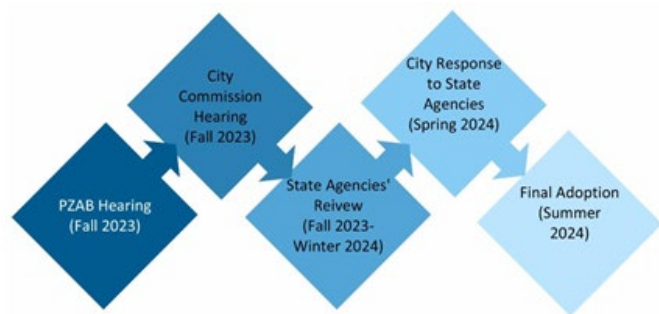 PZAB Hearing
(Fall 2023)
City
Commission
Hearing
(Fall 2023)
State Agencies'
Reivew
(Fall 2023-
Winter 2024)
City Response
to State
Agencies
(Spring 2024)
Final Adoption
(Summer
2024)